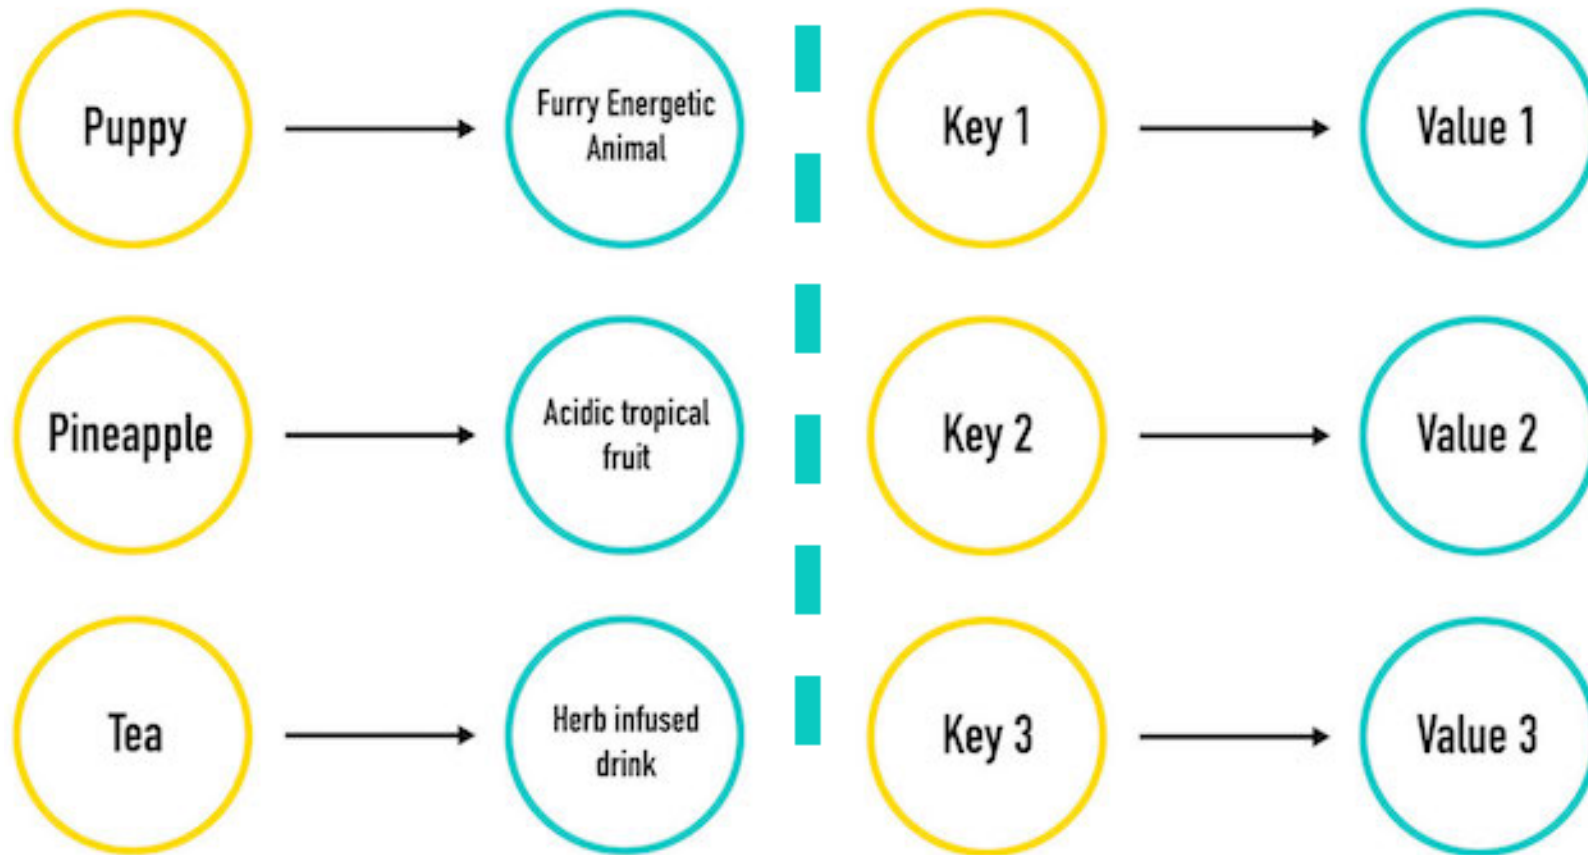 Puppy
Furry Energetic
Animal
Key 1
Value 1
Pineapple
Acidic tropical
fruit
Key 2
Value 2
Tea
Herb infused
drink
Key 3
Value 3